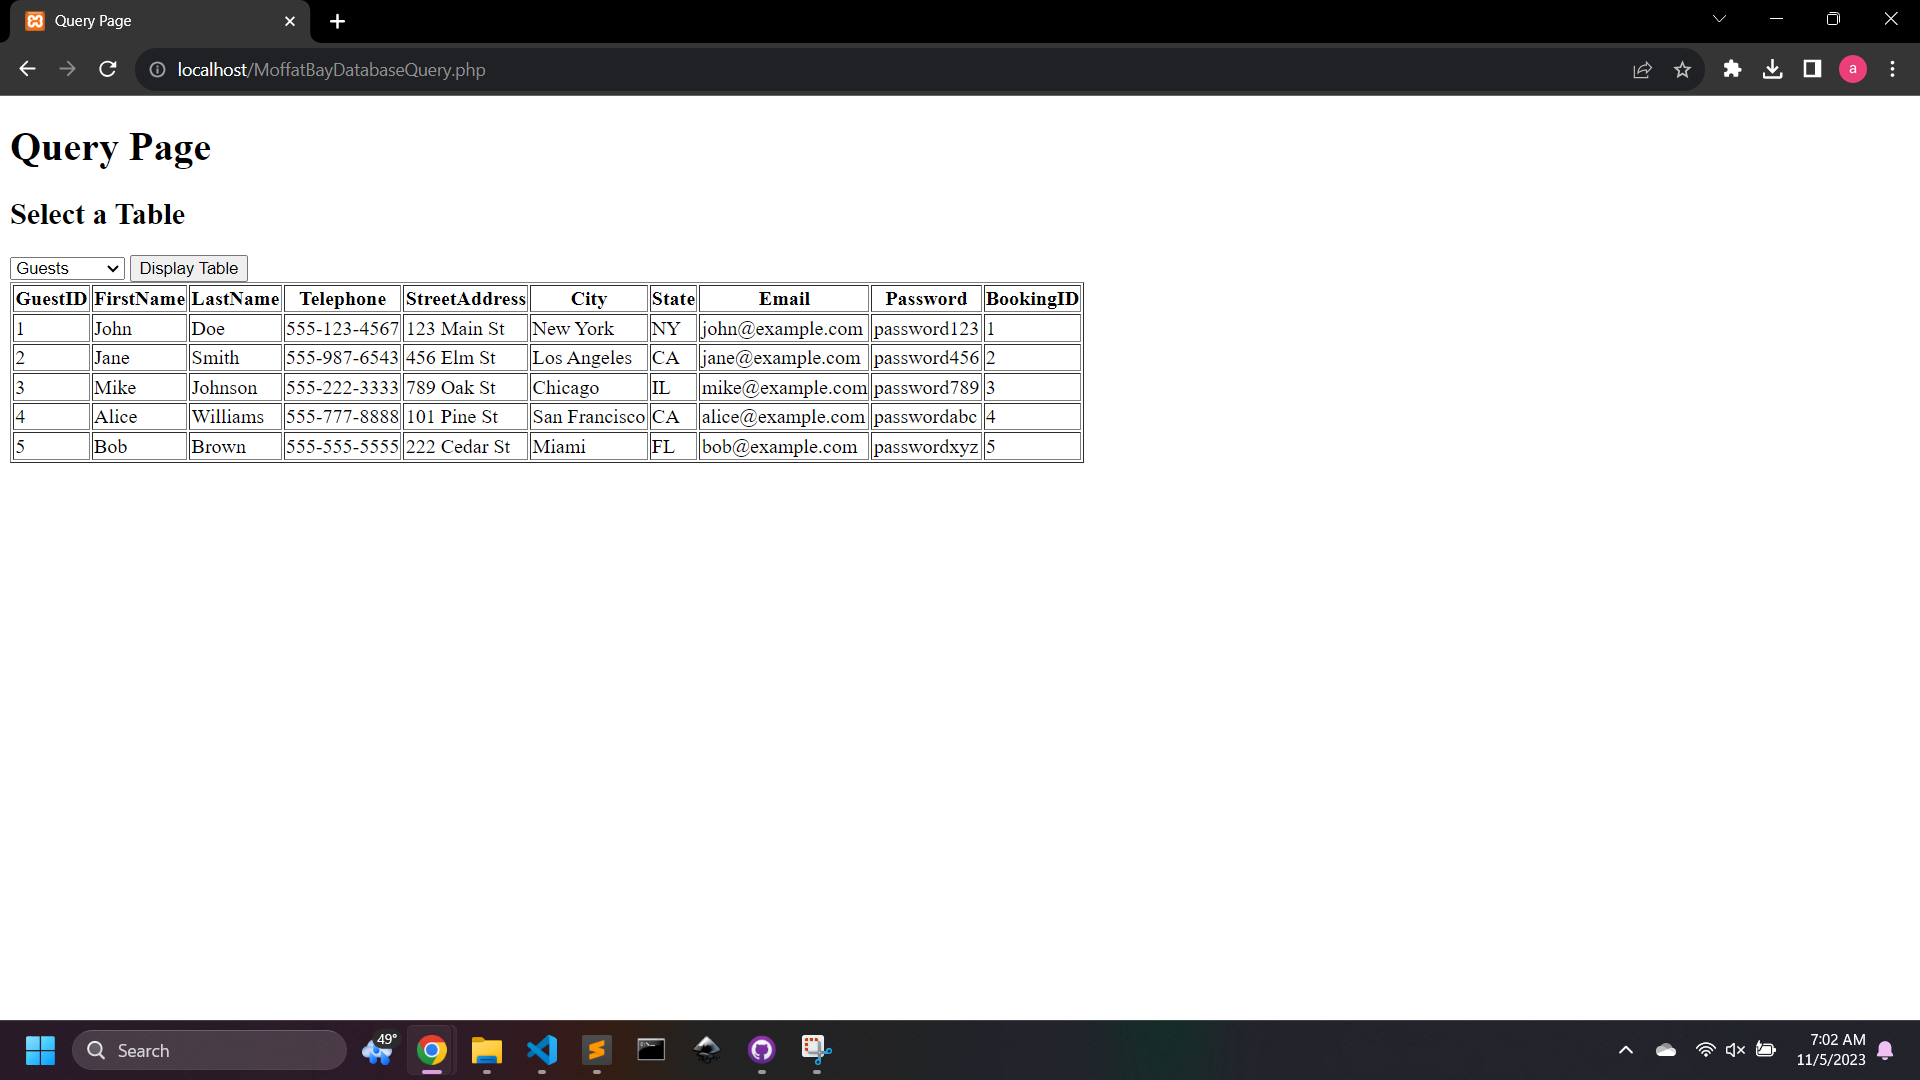 Query Page
localhost/MoffatBayDatabaseQuery.php
a
Query Page
Select a Table
Guests Display Table
GuestID FirstName LastName Telephone StreetAddress City State Email Password BookingID
1 John Doe 555-123-4567 123 Main St New York NY john@example.com password123 1
2 Jane Smith 555-987-6543 456 Elm St Los Angeles CA jane@example.com password456 2
3 Mike Johnson 555-222-3333 789 Oak St Chicago IL mike@example.com password789 3
4 Alice Williams 555-777-8888 101 Pine St San Francisco CA alice@example.com passwordabc 4
5 Bob Brown 555-555-5555 222 Cedar St Miami FL bob@example.com passwordxyz 5
Search 49° 7:02 AM
11/5/2023